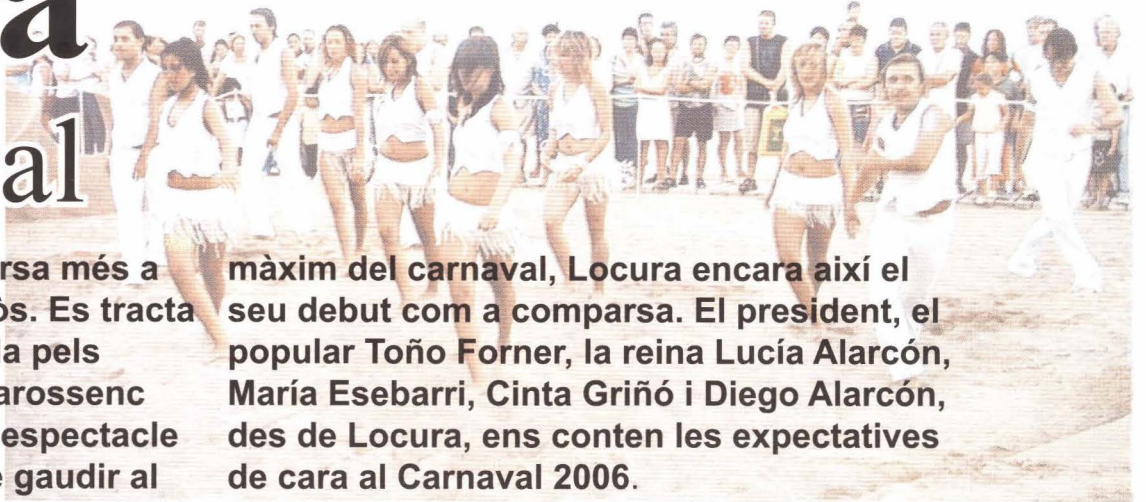 a
al
rsa més a
òs. Es tracta
la pels
arossenc
espectacle
gaudir al
màxim del carnaval, Locura encara així el
seu debut com a comparsa. El president, el
popular Toño Forner, la reina Lucía Alarcón,
María Esebarri, Cinta Griñó i Diego Alarcón,
des de Locura, ens conten les expectatives
de cara al Carnaval 2006.